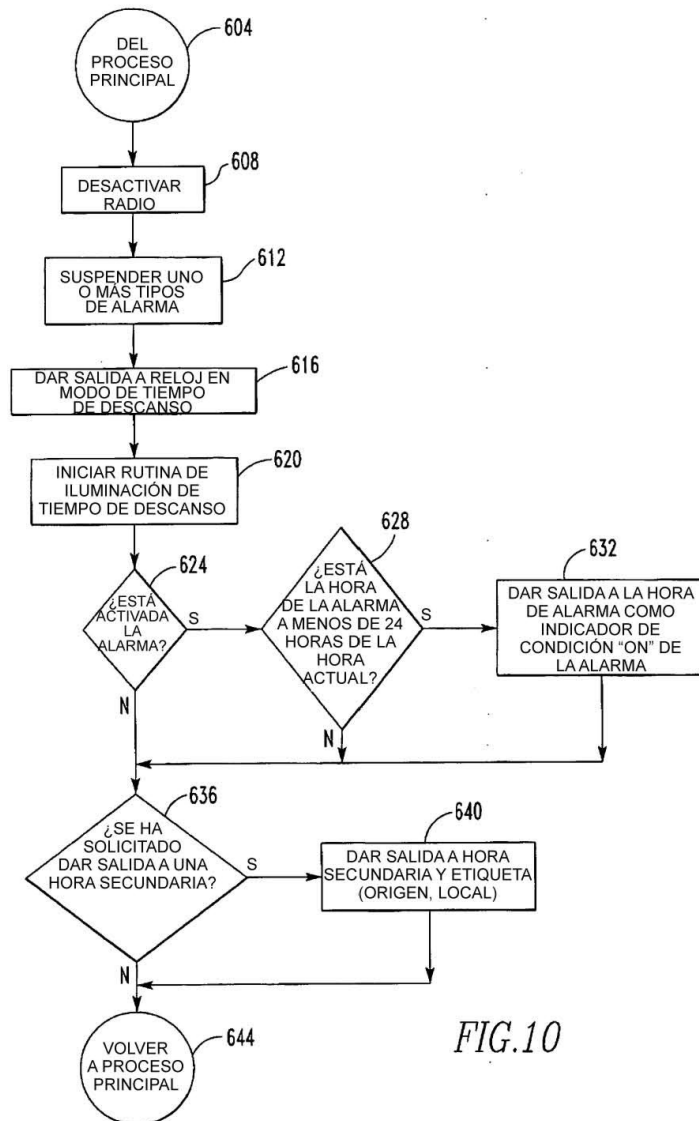 DEL
PROCESO
PRINCIPAL
604
608
DESACTIVAR
RADIO
612
SUSPENDER UNO
O MÁS TIPOS
DE ALARMA
616
DAR SALIDA A RELOJ EN
MODO DE TIEMPO
DE DESCANSO
620
INICIAR RUTINA DE
ILUMINACIÓN DE
TIEMPO DE DESCANSO
624
¿ESTÁ
ACTIVADA
LA
ALARMA?
S
N
628
¿ESTÁ
LA HORA
DE LA ALARMA
A MENOS DE 24
HORAS DE LA
HORA
ACTUAL?
S
N
632
DAR SALIDA A LA HORA
DE ALARMA COMO
INDICADOR DE
CONDICIÓN “ON” DE
LA ALARMA
636
¿SE HA
SOLICITADO
DAR SALIDA A UNA
HORA SECUNDARIA?
S
N
640
DAR SALIDA A HORA
SECUNDARIA Y ETIQUETA
(ORIGEN, LOCAL)
VOLVER
A PROCESO
PRINCIPAL
644
FIG.10